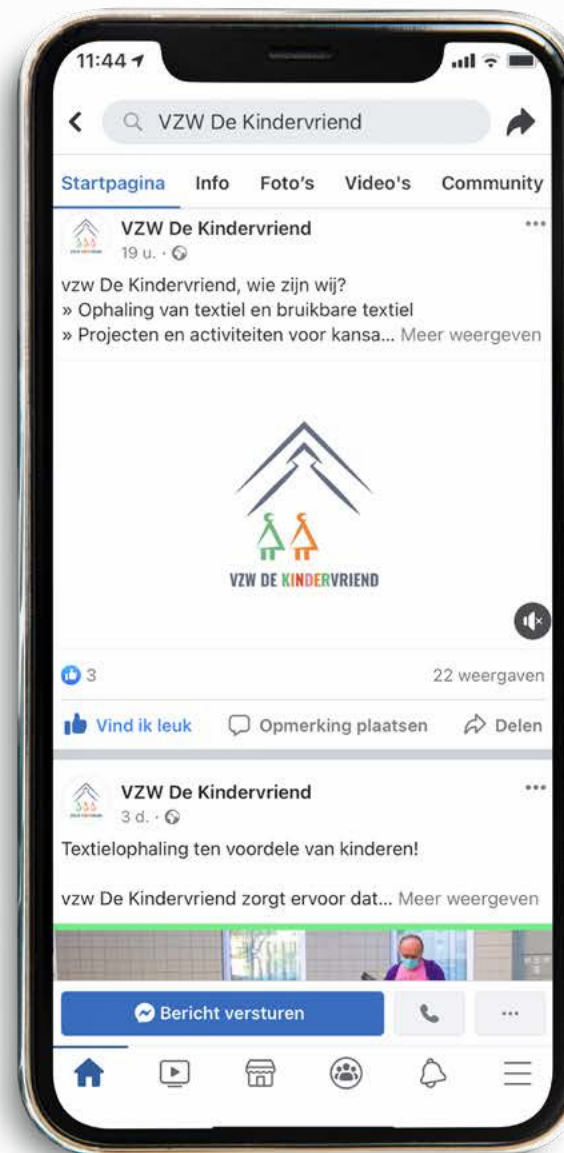 11:44
VZW De Kindervriend
Startpagina Info Foto's Video's Community
VZW De Kindervriend
19 u. ·
vzw De Kindervriend, wie zijn wij?
» Ophaling van textiel en bruikbare textiel
» Projecten en activiteiten voor kansa... Meer weergeven
VZW DE KINDERVRIEND
3
22 weergaven
Vind ik leuk Opmerking plaatsen Delen
VZW De Kindervriend
3 d. ·
Textielophaling ten voordele van kinderen!
vzw De Kindervriend zorgt ervoor dat... Meer weergeven
Bericht versturen